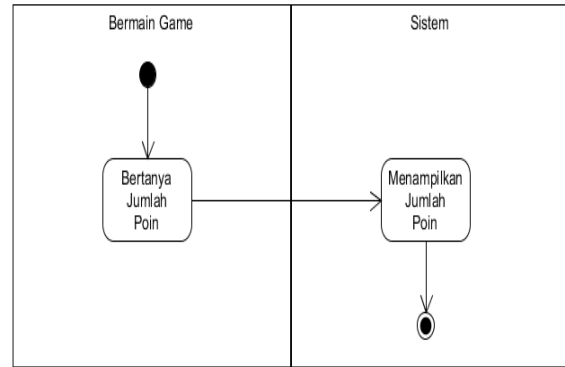 Bermain Game
Sistem
Bertanya
Jumlah
Poin
Menampilkan
Jumlah
Poin